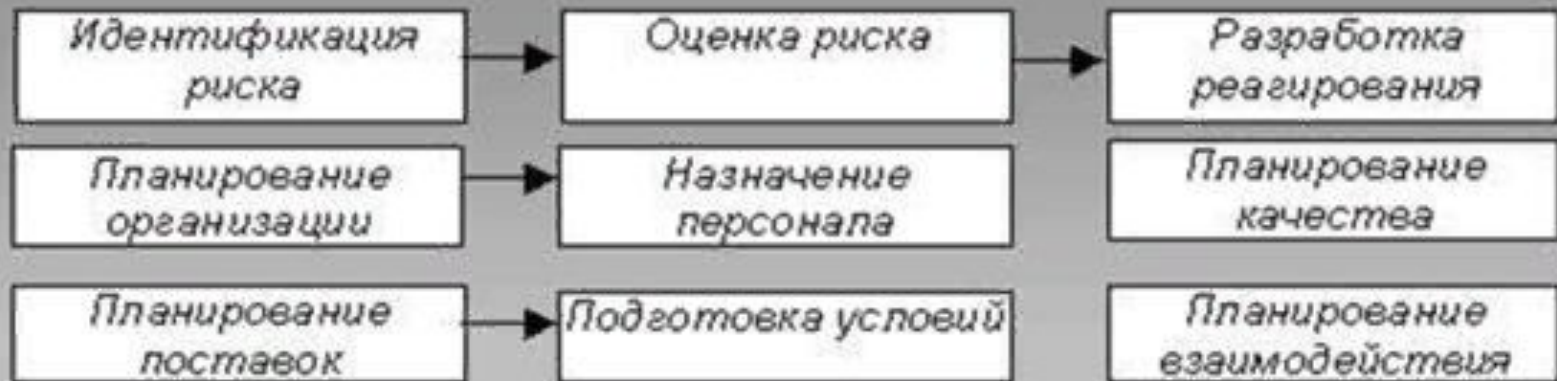 Идентификация
риска
Оценка риска
Разработка
реагирования
Планирование
организации
Назначение
персонала
Планирование
качества
Планирование
поставок
Подготовка условий
Планирование
взаимодействия